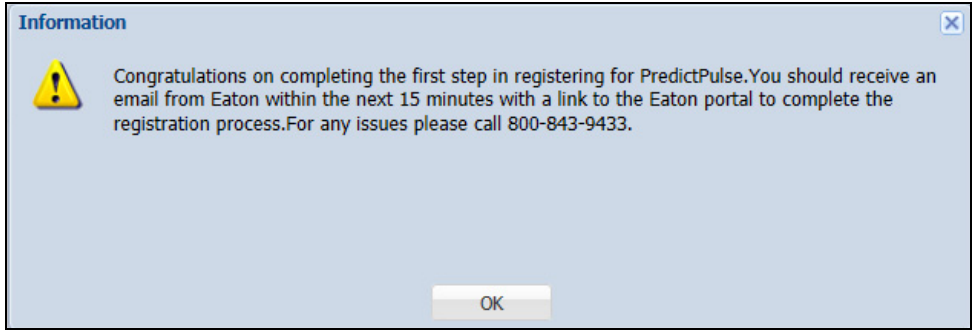 Information
Congratulations on completing the first step in registering for PredictPulse.You should receive an
email from Eaton within the next 15 minutes with a link to the Eaton portal to complete the
registration process.For any issues please call 800-843-9433.
OK